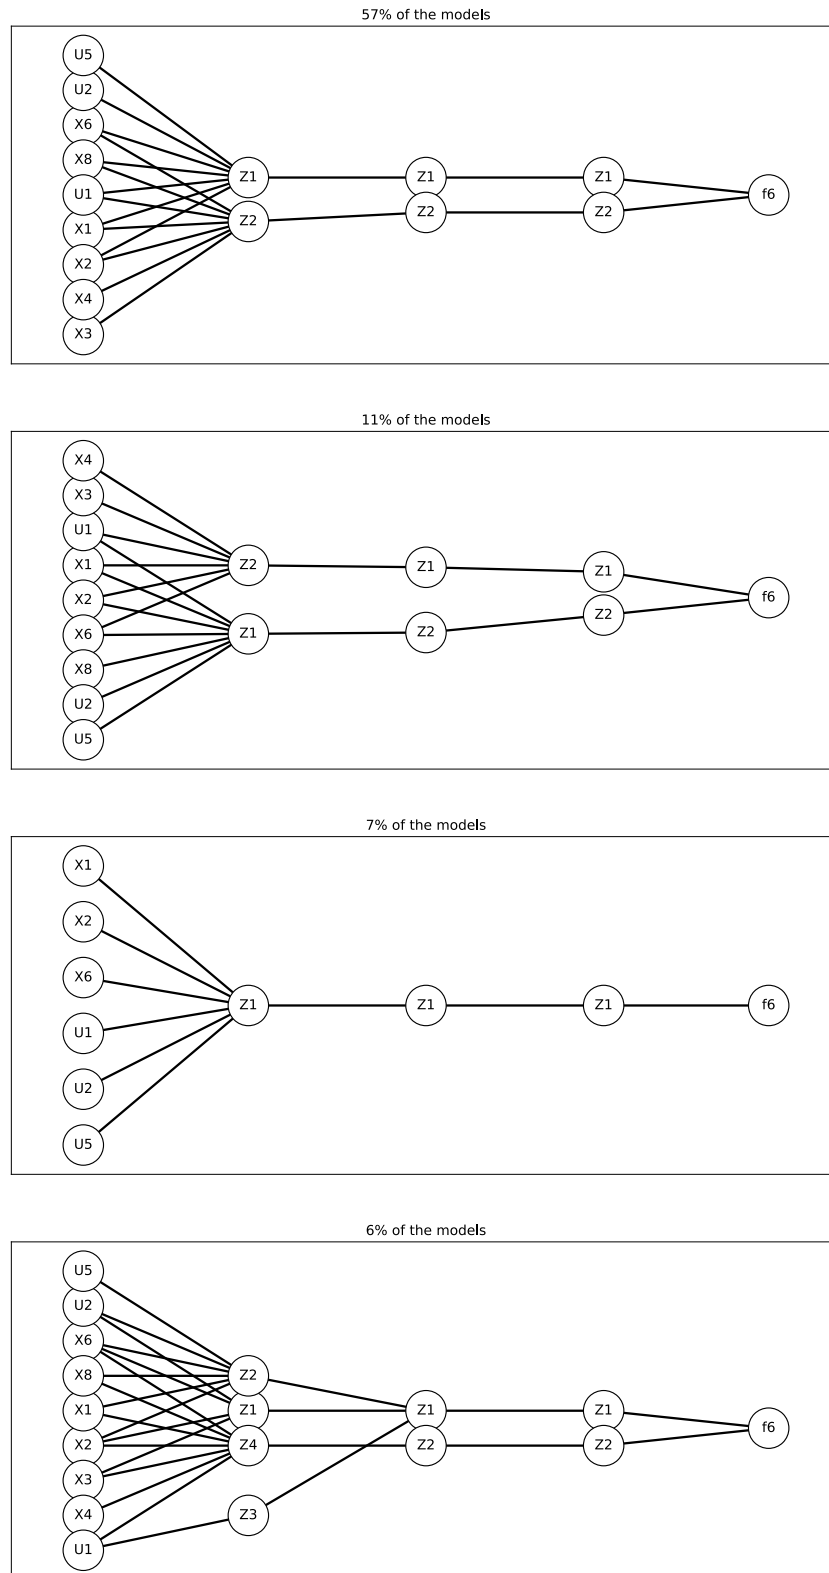 57% of the models
U5
U2
X6
X8
U1
X1
X2
X4
X3
Z1
Z2
Z1
Z2
Z1
Z2
f6
11% of the models
X4
X3
U1
X1
X2
X6
X8
U2
U5
Z2
Z1
Z1
Z2
Z1
Z2
f6
7% of the models
X1
X2
X6
U1
U2
U5
Z1
Z1
Z1
f6
6% of the models
U5
U2
X6
X8
X1
X2
X3
X4
U1
Z2
Z1
Z4
Z3
Z1
Z2
Z1
Z2
f6